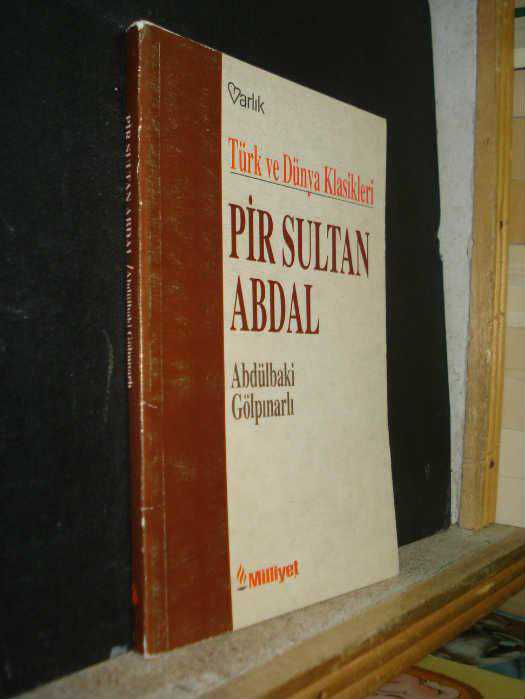 Varlık
Türk ve Dünya Klasikleri
PİR SULTAN
ABDAL
Abdülbaki
Gölpınarlı
Milliyet
PİR SULTAN ABDAL / Abdülbaki Gölpınarlı